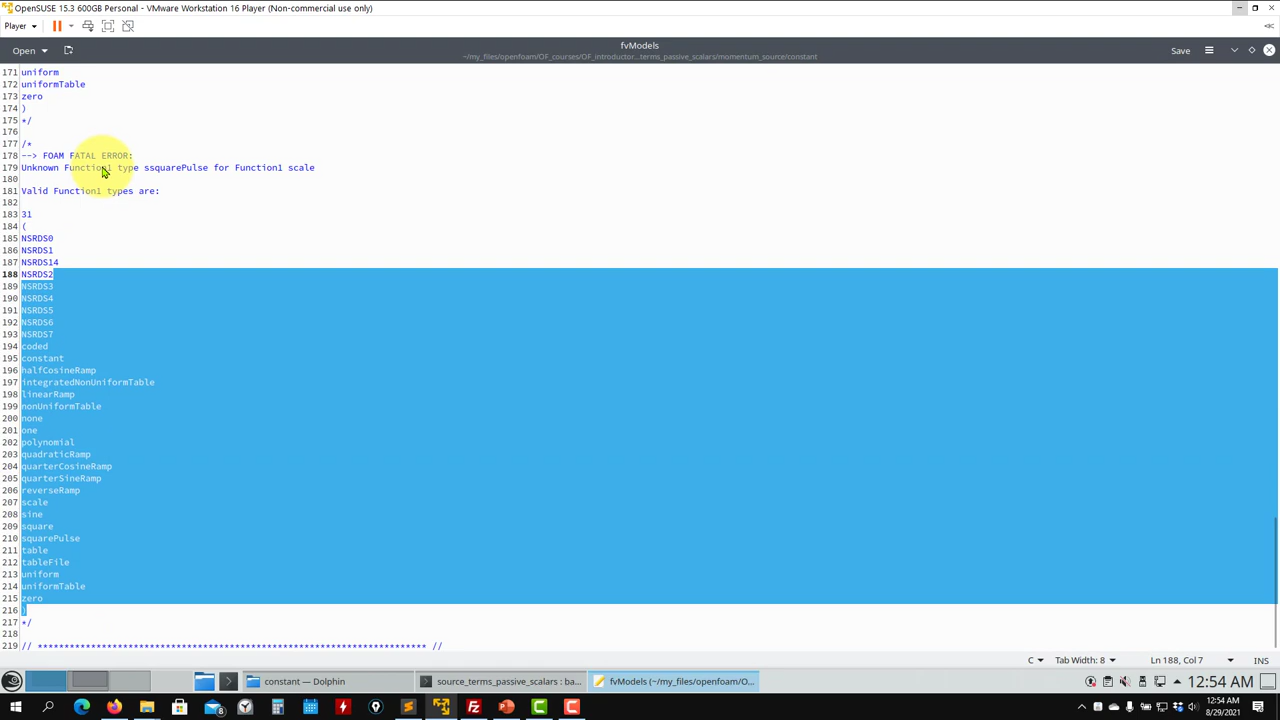 OpenSUSE 15.3 600GB Personal - VMware Workstation 16 Player (Non-commercial use only)
Player
Open
fvModels
~/my_files/openfoam/OF_courses/OF_introductor...terms_passive_scalars/momentum_source/constant
Save
171 uniform
172 uniformTable
173 zero
174 )
175 */
176
177 /*
178 --> FOAM FATAL ERROR:
179 Unknown Function1 type ssquarePulse for Function1 scale
180
181 Valid Function1 types are:
182
183 31
184 (
185 NSRDS0
186 NSRDS1
187 NSRDS14
188 NSRDS2
189 NSRDS3
190 NSRDS4
191 NSRDS5
192 NSRDS6
193 NSRDS7
194 coded
195 constant
196 halfCosineRamp
197 integratedNonUniformTable
198 linearRamp
199 nonUniformTable
200 none
201 one
202 polynomial
203 quadraticRamp
204 quarterCosineRamp
205 quarterSineRamp
206 reverseRamp
207 scale
208 sine
209 square
210 squarePulse
211 table
212 tableFile
213 uniform
214 uniformTable
215 zero
216 )
217 */
218
219 // ************************************************************************* //
C Tab Width: 8 Ln 188, Col 7 INS
constant — Dolphin source_terms_passive_scalars : ba... fvModels (~/my_files/openfoam/O... 12:54 AM
12:54 AM
8/29/2021